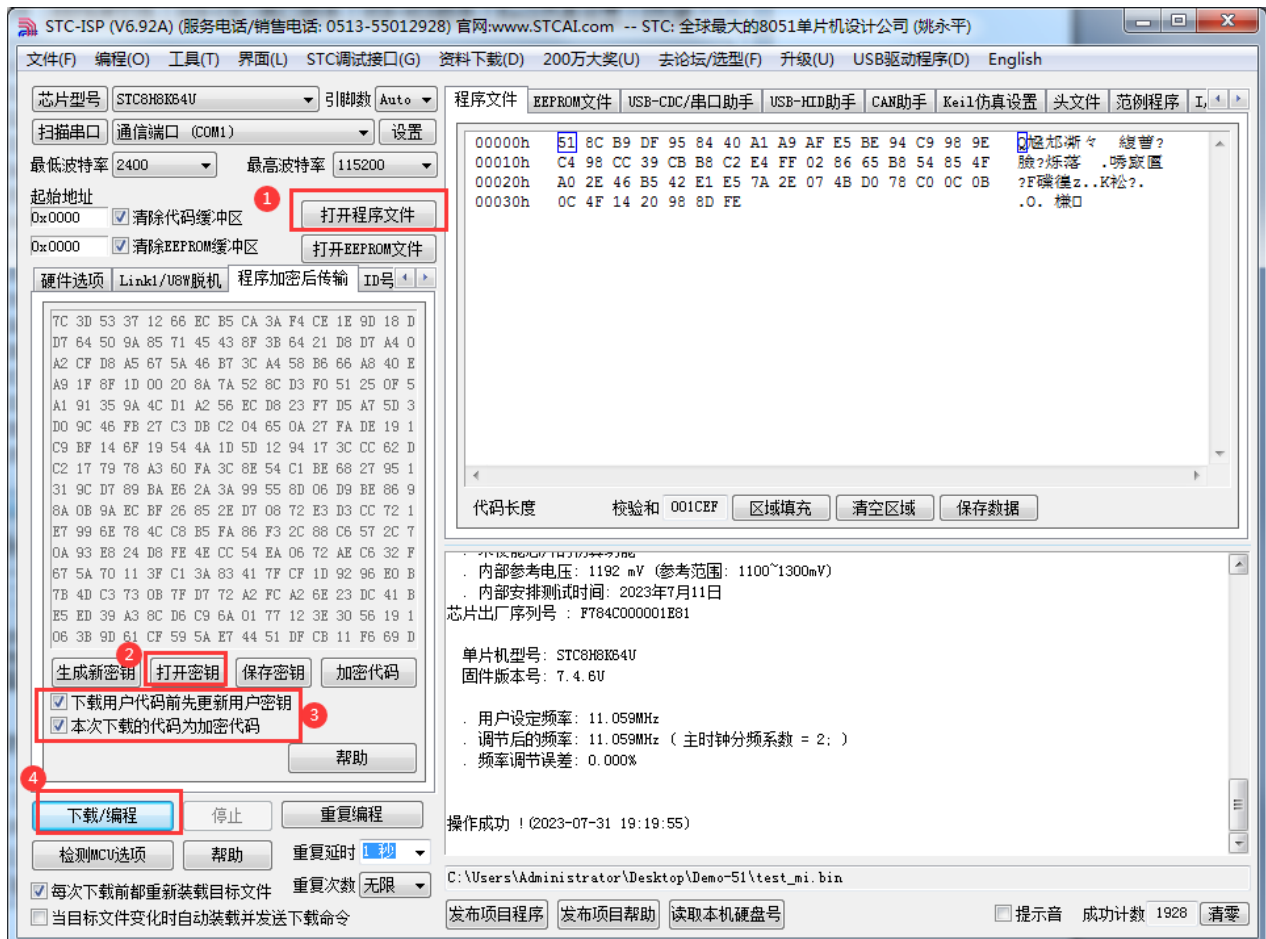 STC-ISP (V6.92A) (服务电话/销售电话: 0513-55012928) 官网:www.STCAI.com -- STC: 全球最大的8051单片机设计公司 (姚永平)
文件(F) 编程(O) 工具(T) 界面(L) STC调试接口(G) 资料下载(D) 200万大奖(U) 去论坛/选型(F) 升级(U) USB驱动程序(D) English
芯片型号 STC8H8K64U 引脚数 Auto
扫描串口 通信端口 (COM1) 设置
最低波特率 2400 最高波特率 115200
起始地址
0x0000 清除代码缓冲区 1 打开程序文件
0x0000 清除EEPROM缓冲区 打开EEPROM文件
硬件选项 Link1/U8W脱机 程序加密后传输 ID号
7C 3D 53 37 12 66 EC B5 CA 3A F4 CE 1E 9D 18 D
D7 64 50 9A 85 71 45 43 8F 3B 64 21 D8 D7 A4 0
A2 CF D8 A5 67 5A 46 B7 3C A4 58 B6 66 A8 40 E
A9 1F 8F 1D 00 20 8A 7A 52 8C D3 F0 51 25 0F 5
A1 91 35 9A 4C D1 A2 56 EC D8 23 F7 D5 A7 5D 3
D0 9C 46 FB 27 C3 DB C2 04 65 0A 27 FA DE 19 1
C9 BF 14 6F 19 54 4A 1D 5D 12 94 17 3C CC 62 D
C2 17 79 78 A3 60 FA 3C 8E 54 C1 BE 68 27 95 1
31 9C D7 89 BA E6 2A 3A 99 55 8D 06 D9 BE 86 9
8A 0B 9A EC BF 26 85 2E D7 08 72 E3 D3 CC 72 1
E7 99 6E 78 4C C8 B5 FA 86 F3 2C 88 C6 57 2C 7
0A 93 E8 24 D8 FE 4E CC 54 EA 06 72 AE C6 32 F
67 5A 70 11 3F C1 3A 83 41 7F CF 1D 92 96 E0 B
7B 4D C3 73 0B 7F D7 72 A2 FC A2 6E 23 DC 41 B
E5 ED 39 A3 8C D6 C9 6A 01 77 12 3E 30 56 19 1
06 3B 9D 61 CF 59 5A E7 44 51 DF CB 11 F6 69 D
2
生成新密钥 打开密钥 保存密钥 加密代码
下载用户代码前先更新用户密钥
本次下载的代码为加密代码
3
帮助
4
下载/编程 停止 重复编程
检测MCU选项 帮助 重复延时 1 秒
每次下载前都重新装载目标文件 重复次数 无限
当目标文件变化时自动装载并发送下载命令
程序文件 EEPROM文件 USB-CDC/串口助手 USB-HID助手 CAN助手 Keil仿真设置 头文件 范例程序 I,
00000h 51 8C B9 DF 95 84 40 A1 A9 AF E5 BE 94 C9 98 9E
00010h C4 98 CC 39 CB B8 C2 E4 FF 02 86 65 B8 54 85 4F
00020h A0 2E 46 B5 42 E1 E5 7A 2E 07 4B D0 78 C0 0C 0B
00030h 0C 4F 14 20 98 8D FE
代码长度 校验和 001CEF 区域填充 清空区域 保存数据
. 内部参考电压: 1192 mV (参考范围: 1100~1300mV)
. 内部安排测试时间: 2023年7月11日
芯片出厂序列号 : F784C000001E81
单片机型号: STC8H8K64U
固件版本号: 7.4.6U
. 用户设定频率: 11.059MHz
. 调节后的频率: 11.059MHz ( 主时钟分频系数 = 2; )
. 频率调节误差: 0.000%
操作成功 !(2023-07-31 19:19:55)
C:\Users\Administrator\Desktop\Demo-51\test_mi.bin
发布项目程序 发布项目帮助 读取本机硬盘号 提示音 成功计数 1928 清零